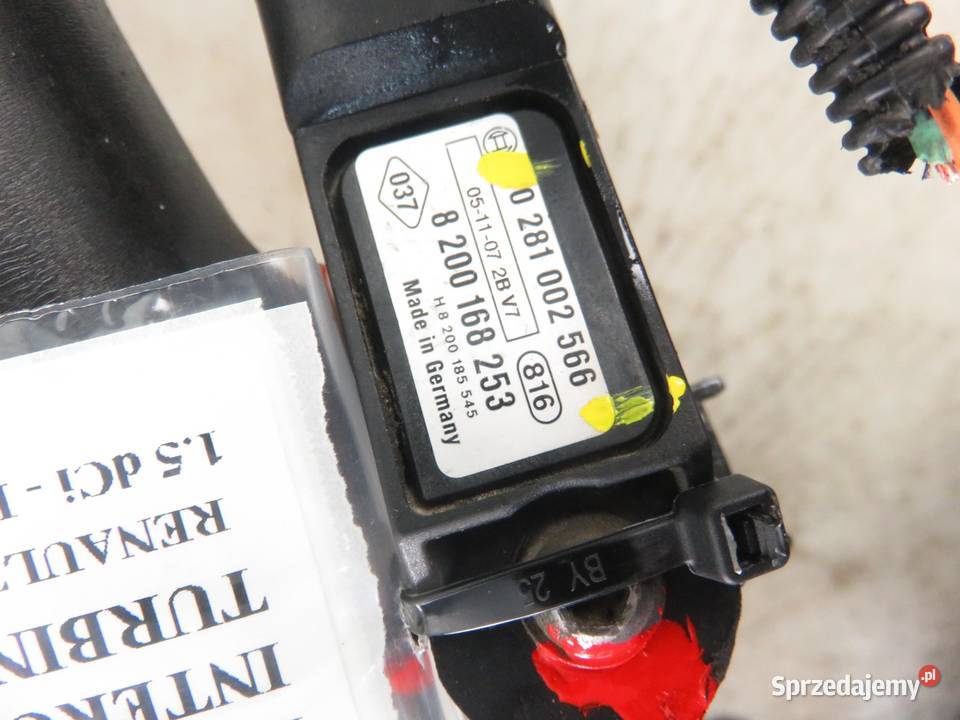 0 281 002 566
05-11-07 2B V7
816
037
8 200 168 253
H 8 200 185 545
Made in Germany
BY 25
TURBIN
RENAUL
1.5 dCi -
Sprzedajemy.pl